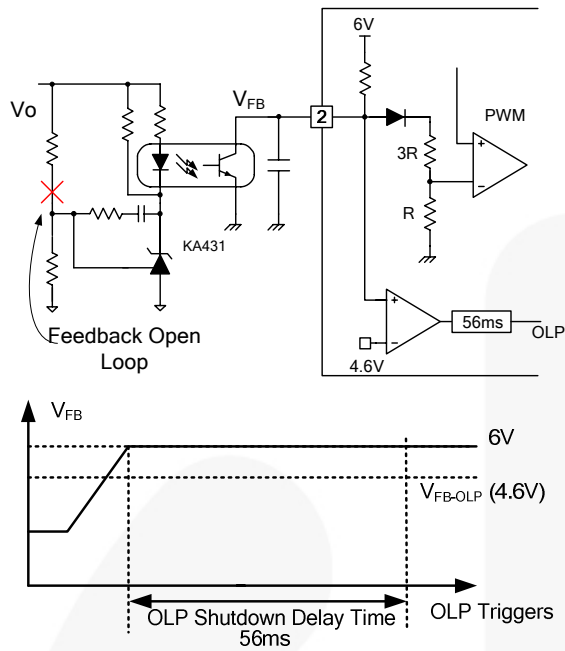 6V
Vo
VFB
2
PWM
3R
+
-
R
KA431
Feedback Open
Loop
+
-
56ms
OLP
4.6V
VFB
6V
VFB-OLP (4.6V)
OLP Shutdown Delay Time
56ms
OLP Triggers